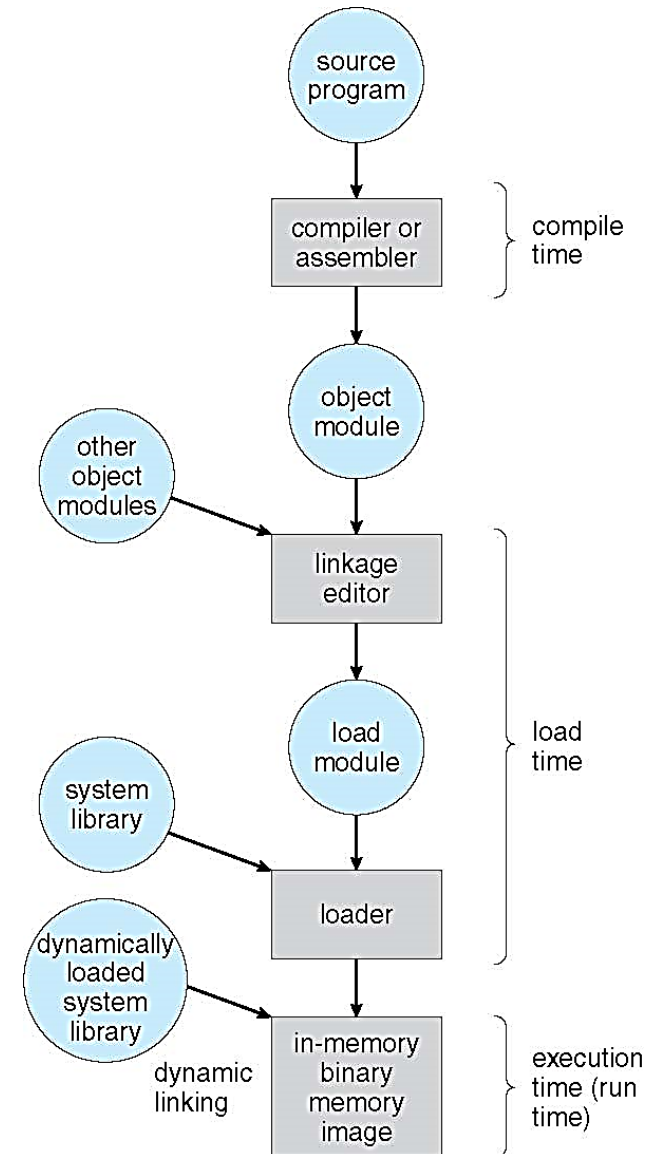 source
program
compiler or
assembler
compile
time
object
module
other
object
modules
linkage
editor
load
module
load
time
system
library
loader
dynamically
loaded
system
library
dynamic
linking
in-memory
binary
memory
image
execution
time (run
time)